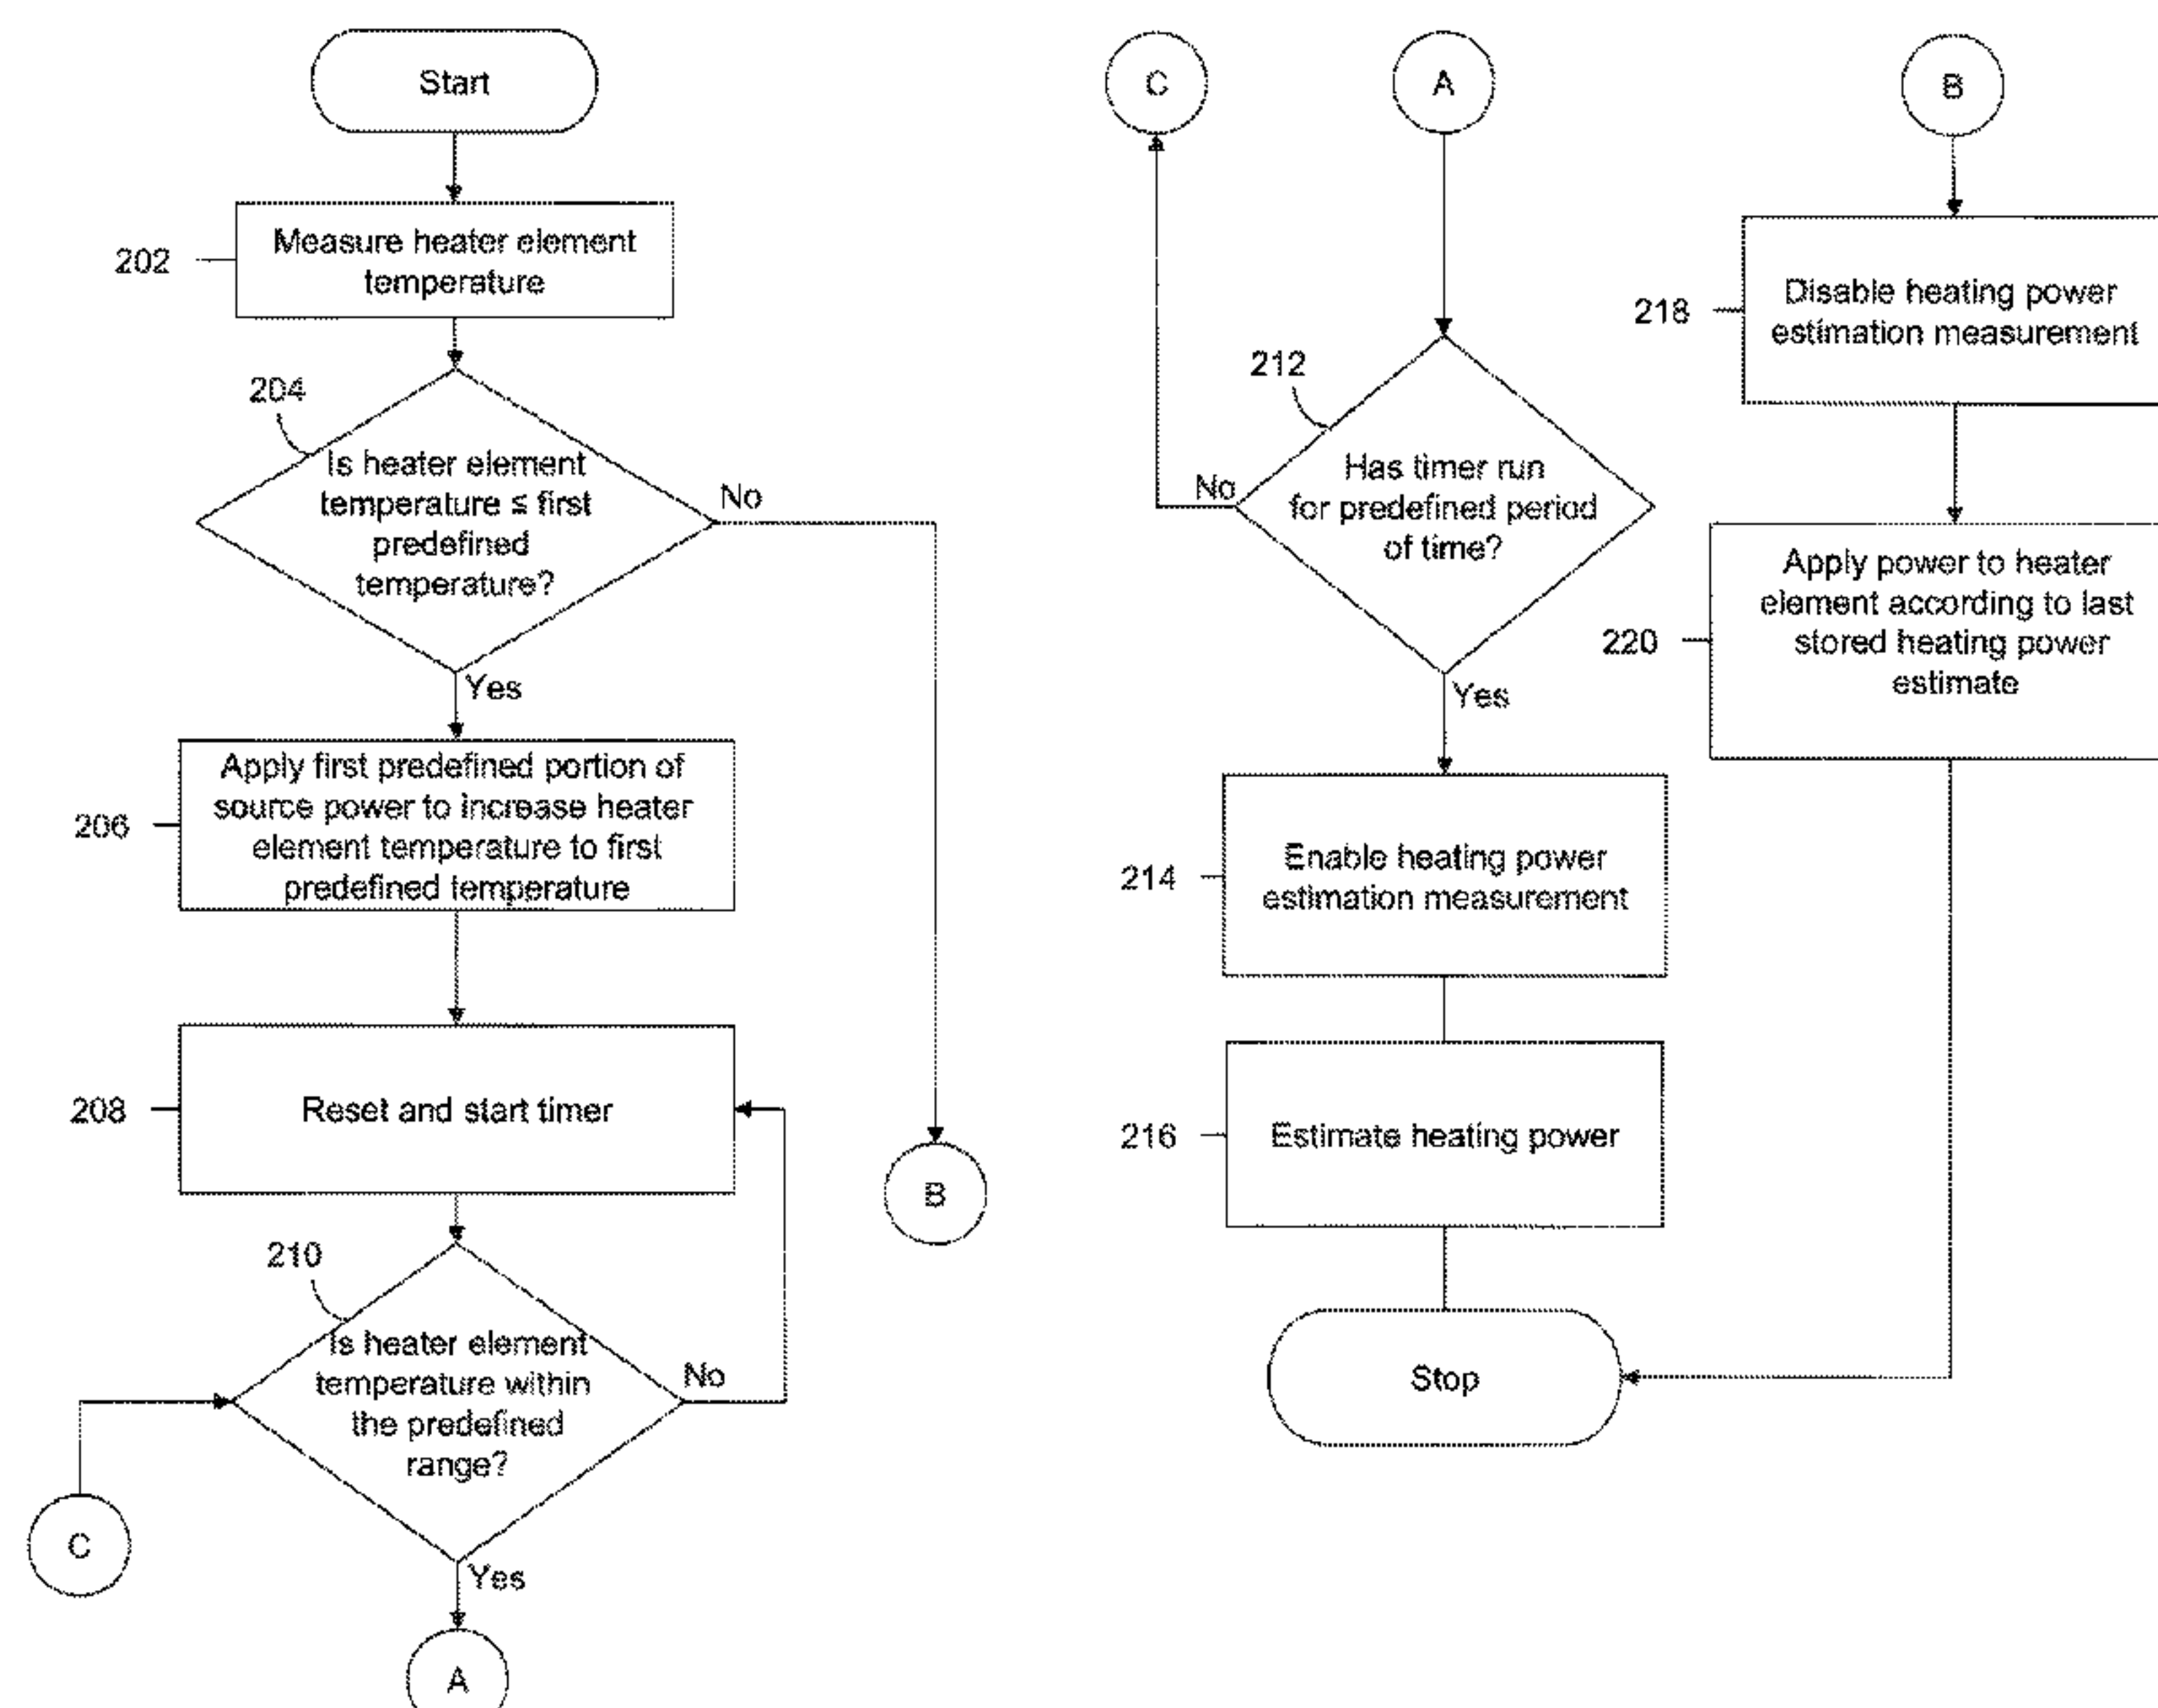 Start
202
Measure heater element
temperature
204
Is heater element
temperature ≤ first
predefined
temperature?
No
Yes
206
Apply first predefined portion of
source power to increase heater
element temperature to first
predefined temperature
208
Reset and start timer
B
210
Is heater element
temperature within
the predefined
range?
No
C
Yes
A
C
A
212
Has timer run
for predefined period
of time?
No
Yes
214
Enable heating power
estimation measurement
216
Estimate heating power
Stop
B
218
Disable heating power
estimation measurement
220
Apply power to heater
element according to last
stored heating power
estimate